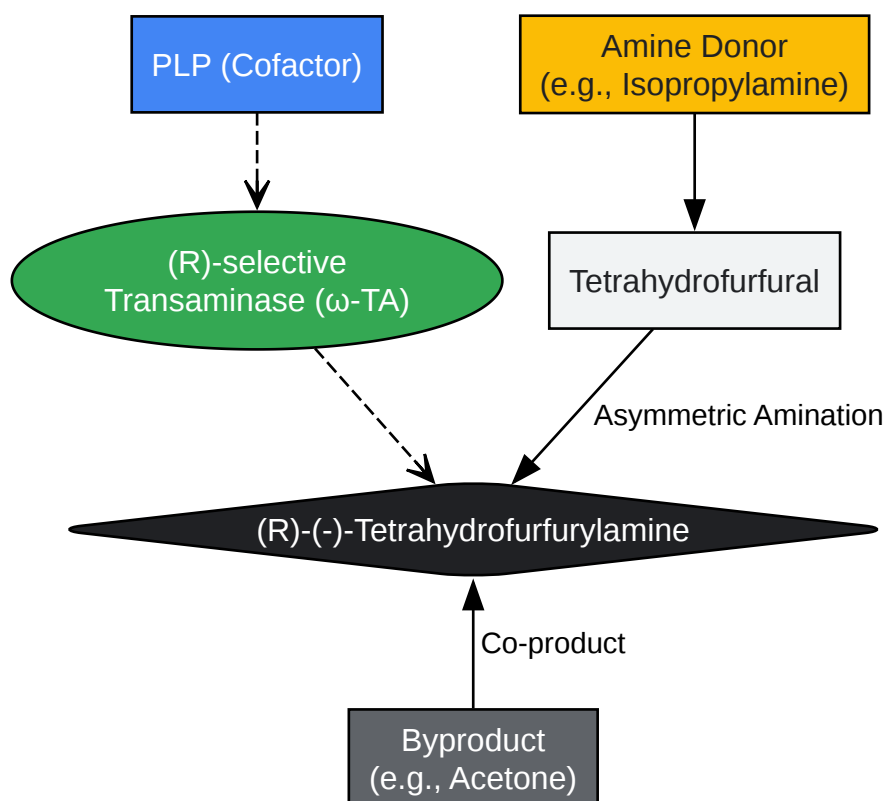 PLP (Cofactor)
Amine Donor
(e.g., Isopropylamine)
(R)-selective
Transaminase (ω-TA)
Tetrahydrofurfural
Asymmetric Amination
(R)-(-)-Tetrahydrofurfurylamine
Co-product
Byproduct
(e.g., Acetone)